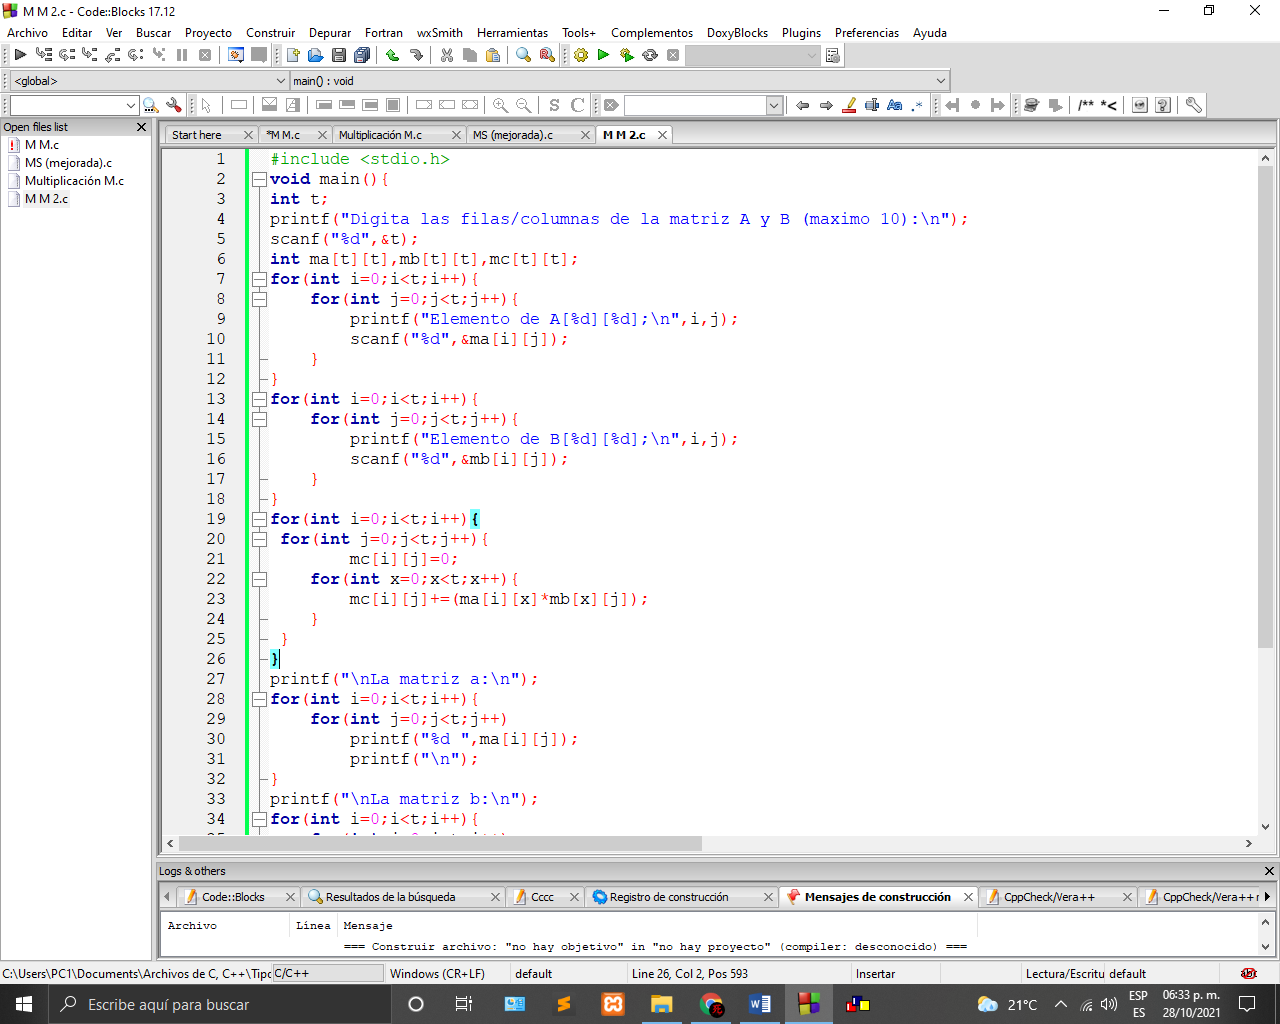 M M 2.c - Code::Blocks 17.12
Archivo Editar Ver Buscar Proyecto Construir Depurar Fortran wxSmith Herramientas Tools+ Complementos DoxyBlocks Plugins Preferencias Ayuda
<global> main() : void
S C /** *<
Open files list
M M.c
MS (mejorada).c
Multiplicación M.c
M M 2.c
Start here *M M.c Multiplicación M.c MS (mejorada).c M M 2.c
1 #include <stdio.h>
2 void main(){
3 int t;
4 printf("Digita las filas/columnas de la matriz A y B (maximo 10):\n");
5 scanf("%d",&t);
6 int ma[t][t],mb[t][t],mc[t][t];
7 for(int i=0;i<t;i++){
8 for(int j=0;j<t;j++){
9 printf("Elemento de A[%d][%d];\n",i,j);
10 scanf("%d",&ma[i][j]);
11 }
12 }
13 for(int i=0;i<t;i++){
14 for(int j=0;j<t;j++){
15 printf("Elemento de B[%d][%d];\n",i,j);
16 scanf("%d",&mb[i][j]);
17 }
18 }
19 for(int i=0;i<t;i++){
20 for(int j=0;j<t;j++){
21 mc[i][j]=0;
22 for(int x=0;x<t;x++){
23 mc[i][j]+=(ma[i][x]*mb[x][j]);
24 }
25 }
26 }
27 printf("\nLa matriz a:\n");
28 for(int i=0;i<t;i++){
29 for(int j=0;j<t;j++)
30 printf("%d ",ma[i][j]);
31 printf("\n");
32 }
33 printf("\nLa matriz b:\n");
34 for(int i=0;i<t;i++){
Logs & others
Code::Blocks Resultados de la búsqueda Cccc Registro de construcción Mensajes de construcción CppCheck/Vera++ CppCheck/Vera++
Archivo Línea Mensaje
=== Construir archivo: "no hay objetivo" in "no hay proyecto" (compiler: desconocido) ===
C:\Users\PC1\Documents\Archivos de C, C++\Tipo C/C++ Windows (CR+LF) default Line 26, Col 2, Pos 593 Insertar Lectura/Escritu default
Escribe aquí para buscar
21°C
ESP
ES
06:33 p. m.
28/10/2021